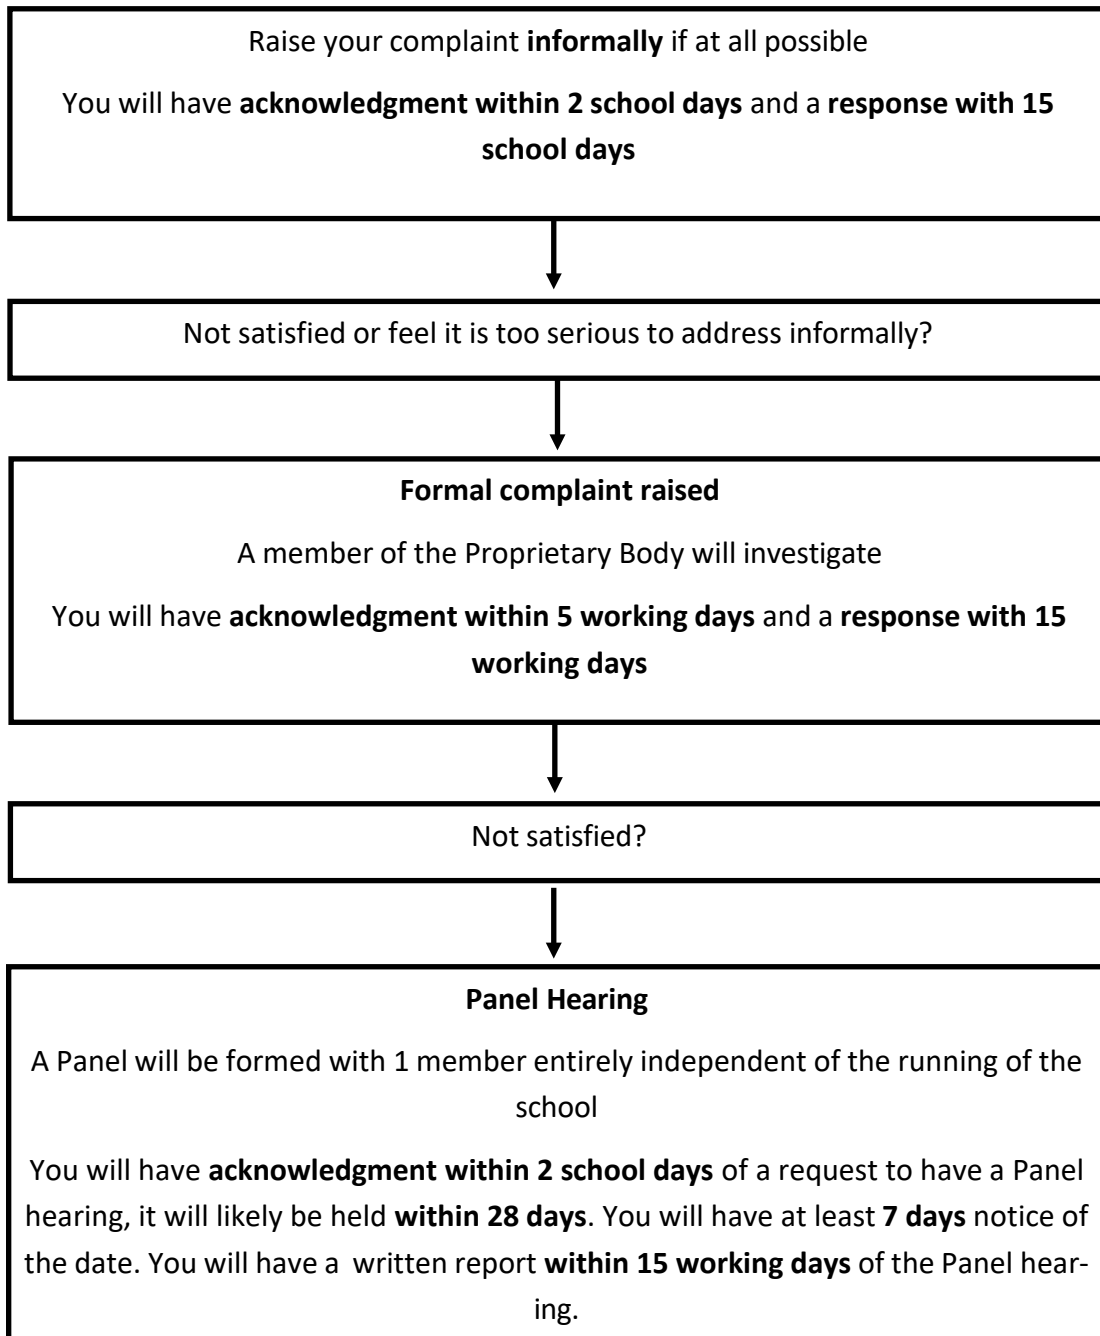 Raise your complaint informally if at all possible
You will have acknowledgment within 2 school days and a response with 15
school days
Not satisfied or feel it is too serious to address informally?
Formal complaint raised
A member of the Proprietary Body will investigate
You will have acknowledgment within 5 working days and a response with 15
working days
Not satisfied?
Panel Hearing
A Panel will be formed with 1 member entirely independent of the running of the
school
You will have acknowledgment within 2 school days of a request to have a Panel
hearing, it will likely be held within 28 days. You will have at least 7 days notice of
the date. You will have a written report within 15 working days of the Panel hear-
ing.